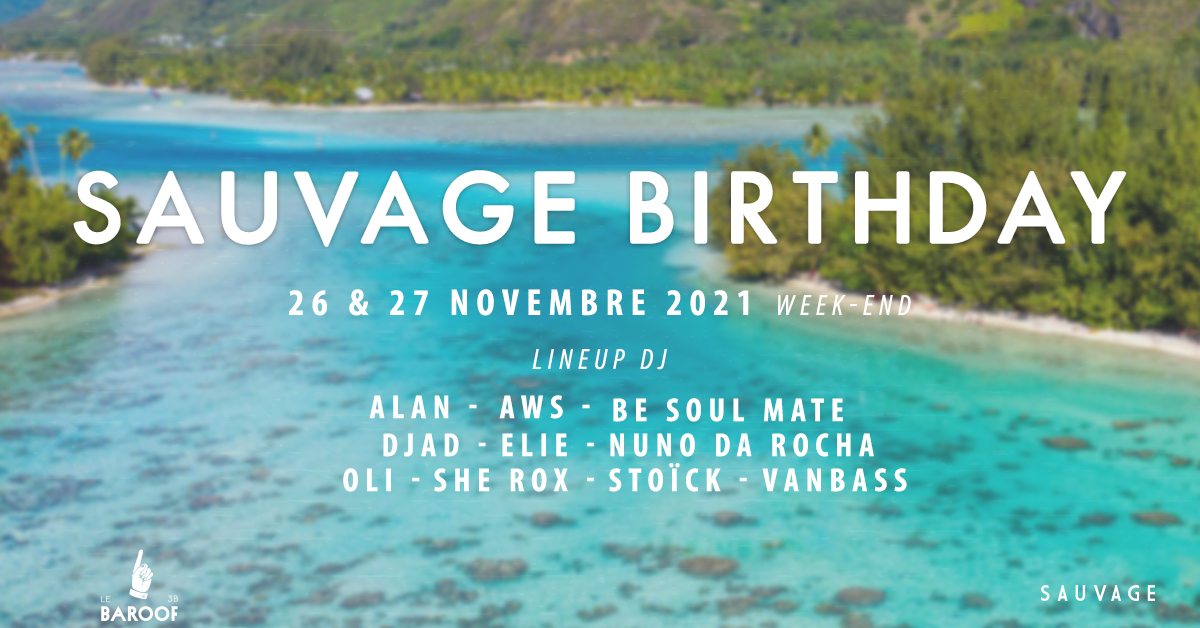 SAUVAGE BIRTHDAY
26 & 27 NOVEMBRE 2021 WEEK-END
LINEUP DJ
ALAN - AWS - BE SOUL MATE
DJAD - ELIE - NUNO DA ROCHA
OLI - SHE ROX - STOÏCK - VANBASS
LE 3B
BAROOF
SAUVAGE